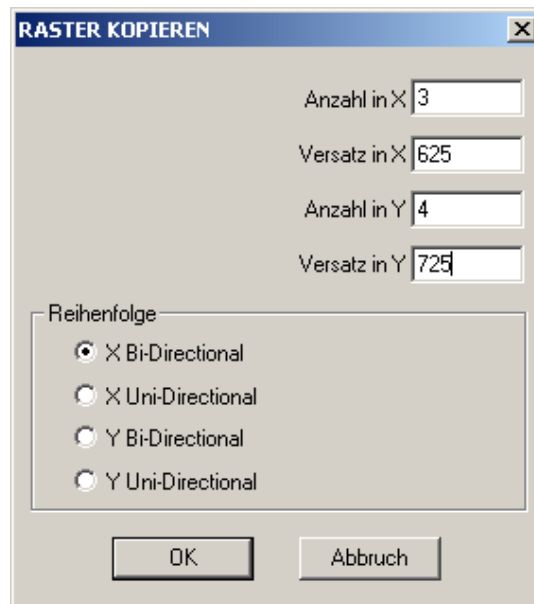 RASTER KOPIEREN
Anzahl in X 3
Versatz in X 625
Anzahl in Y 4
Versatz in Y 725
Reihenfolge
X Bi-Directional
X Uni-Directional
Y Bi-Directional
Y Uni-Directional
OK Abbruch